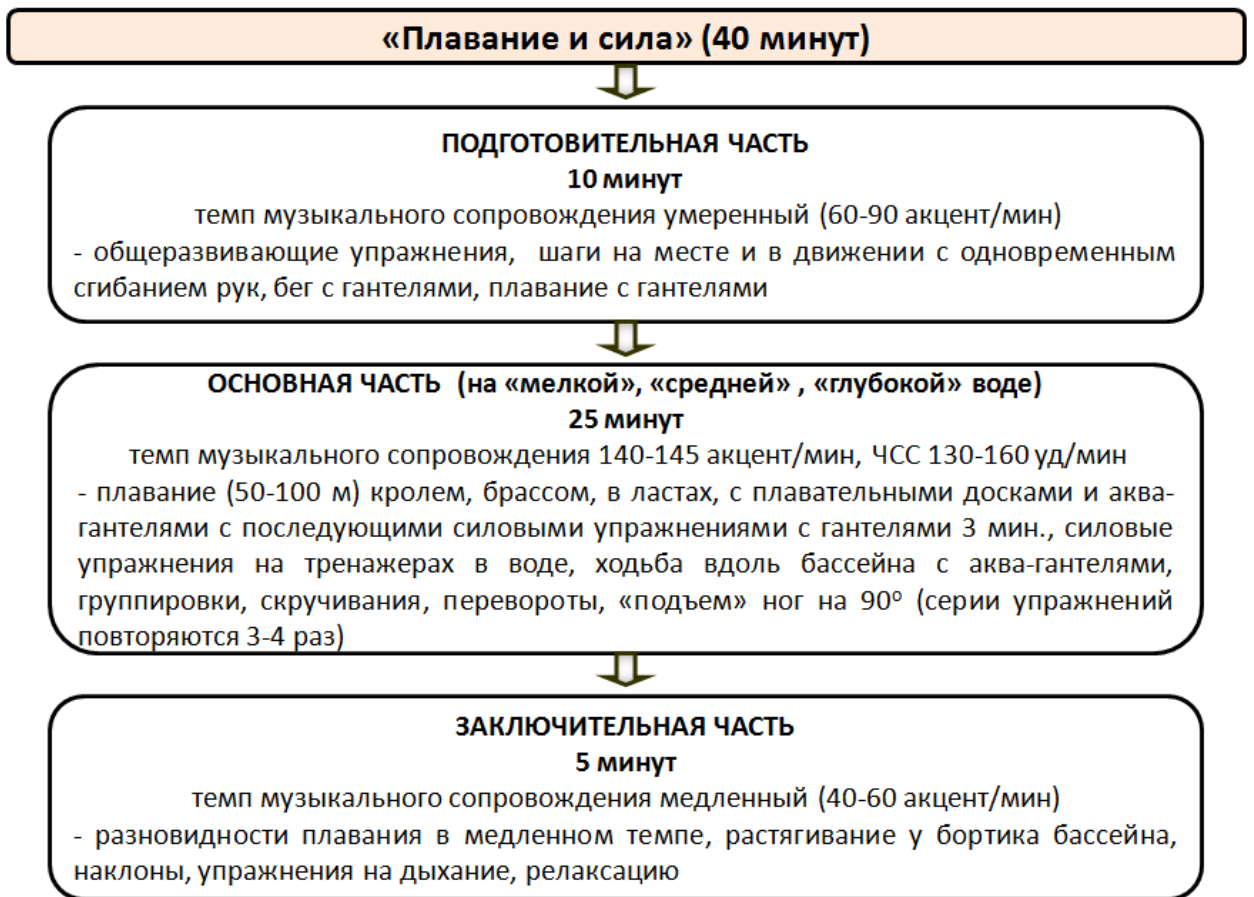 «Плавание и сила» (40 минут)
ПОДГОТОВИТЕЛЬНАЯ ЧАСТЬ
10 минут
темп музыкального сопровождения умеренный (60-90 акцент/мин)
- общеразвивающие упражнения, шаги на месте и в движении с одновременным
сгибанием рук, бег с гантелями, плавание с гантелями
ОСНОВНАЯ ЧАСТЬ (на «мелкой», «средней» , «глубокой» воде)
25 минут
темп музыкального сопровождения 140-145 акцент/мин, ЧСС 130-160 уд/мин
- плавание (50-100 м) кролем, брассом, в ластах, с плавательными досками и аква-
гантелями с последующими силовыми упражнениями с гантелями 3 мин., силовые
упражнения на тренажерах в воде, ходьба вдоль бассейна с аква-гантелями,
группировки, скручивания, перевороты, «подъем» ног на 90º (серии упражнений
повторяются 3-4 раз)
ЗАКЛЮЧИТЕЛЬНАЯ ЧАСТЬ
5 минут
темп музыкального сопровождения медленный (40-60 акцент/мин)
- разновидности плавания в медленном темпе, растягивание у бортика бассейна,
наклоны, упражнения на дыхание, релаксацию